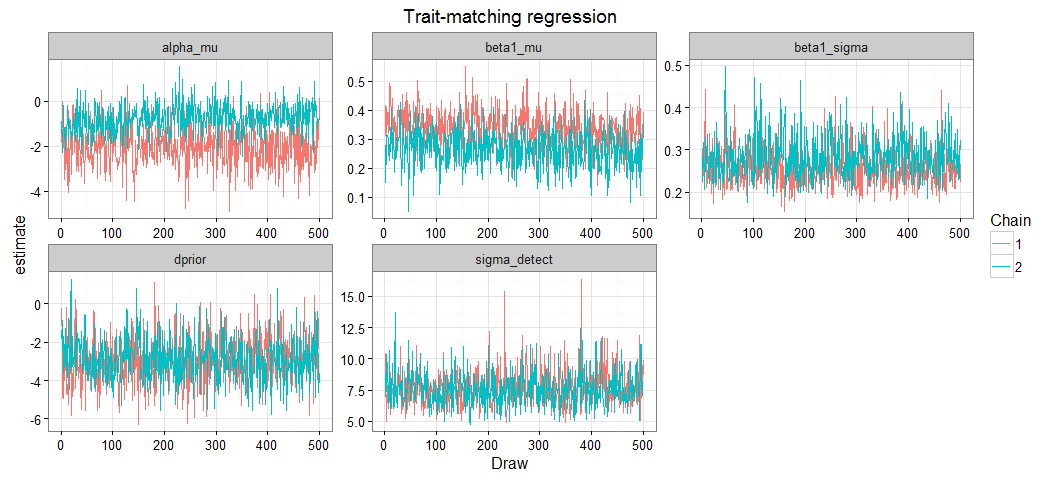 Trait-matching regression
alpha_mu
beta1_mu
beta1_sigma
0
-2
-4
0.5
0.4
0.3
0.2
0.1
0.5
0.4
0.3
0.2
0 100 200 300 400 500
0 100 200 300 400 500
0 100 200 300 400 500
estimate
dprior
sigma_detect
0
-2
-4
-6
15.0
12.5
10.0
7.5
5.0
0 100 200 300 400 500
0 100 200 300 400 500
Draw
Chain
1
2